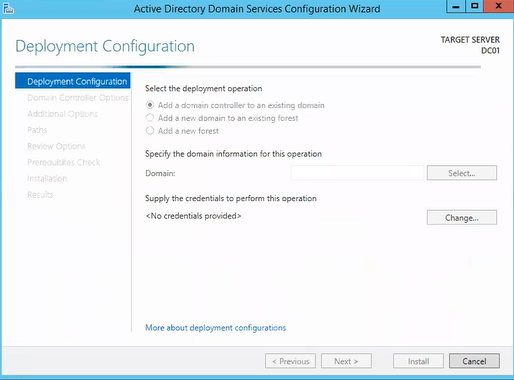 Active Directory Domain Services Configuration Wizard
Deployment Configuration
TARGET SERVER
DC01
Deployment Configuration
Domain Controller Options
Additional Options
Paths
Review Options
Prerequisites Check
Installation
Results
Select the deployment operation
Add a domain controller to an existing domain
Add a new domain to an existing forest
Add a new forest
Specify the domain information for this operation
Domain:
Select...
Supply the credentials to perform this operation
<No credentials provided>
Change...
More about deployment configurations
< Previous
Next >
Install
Cancel